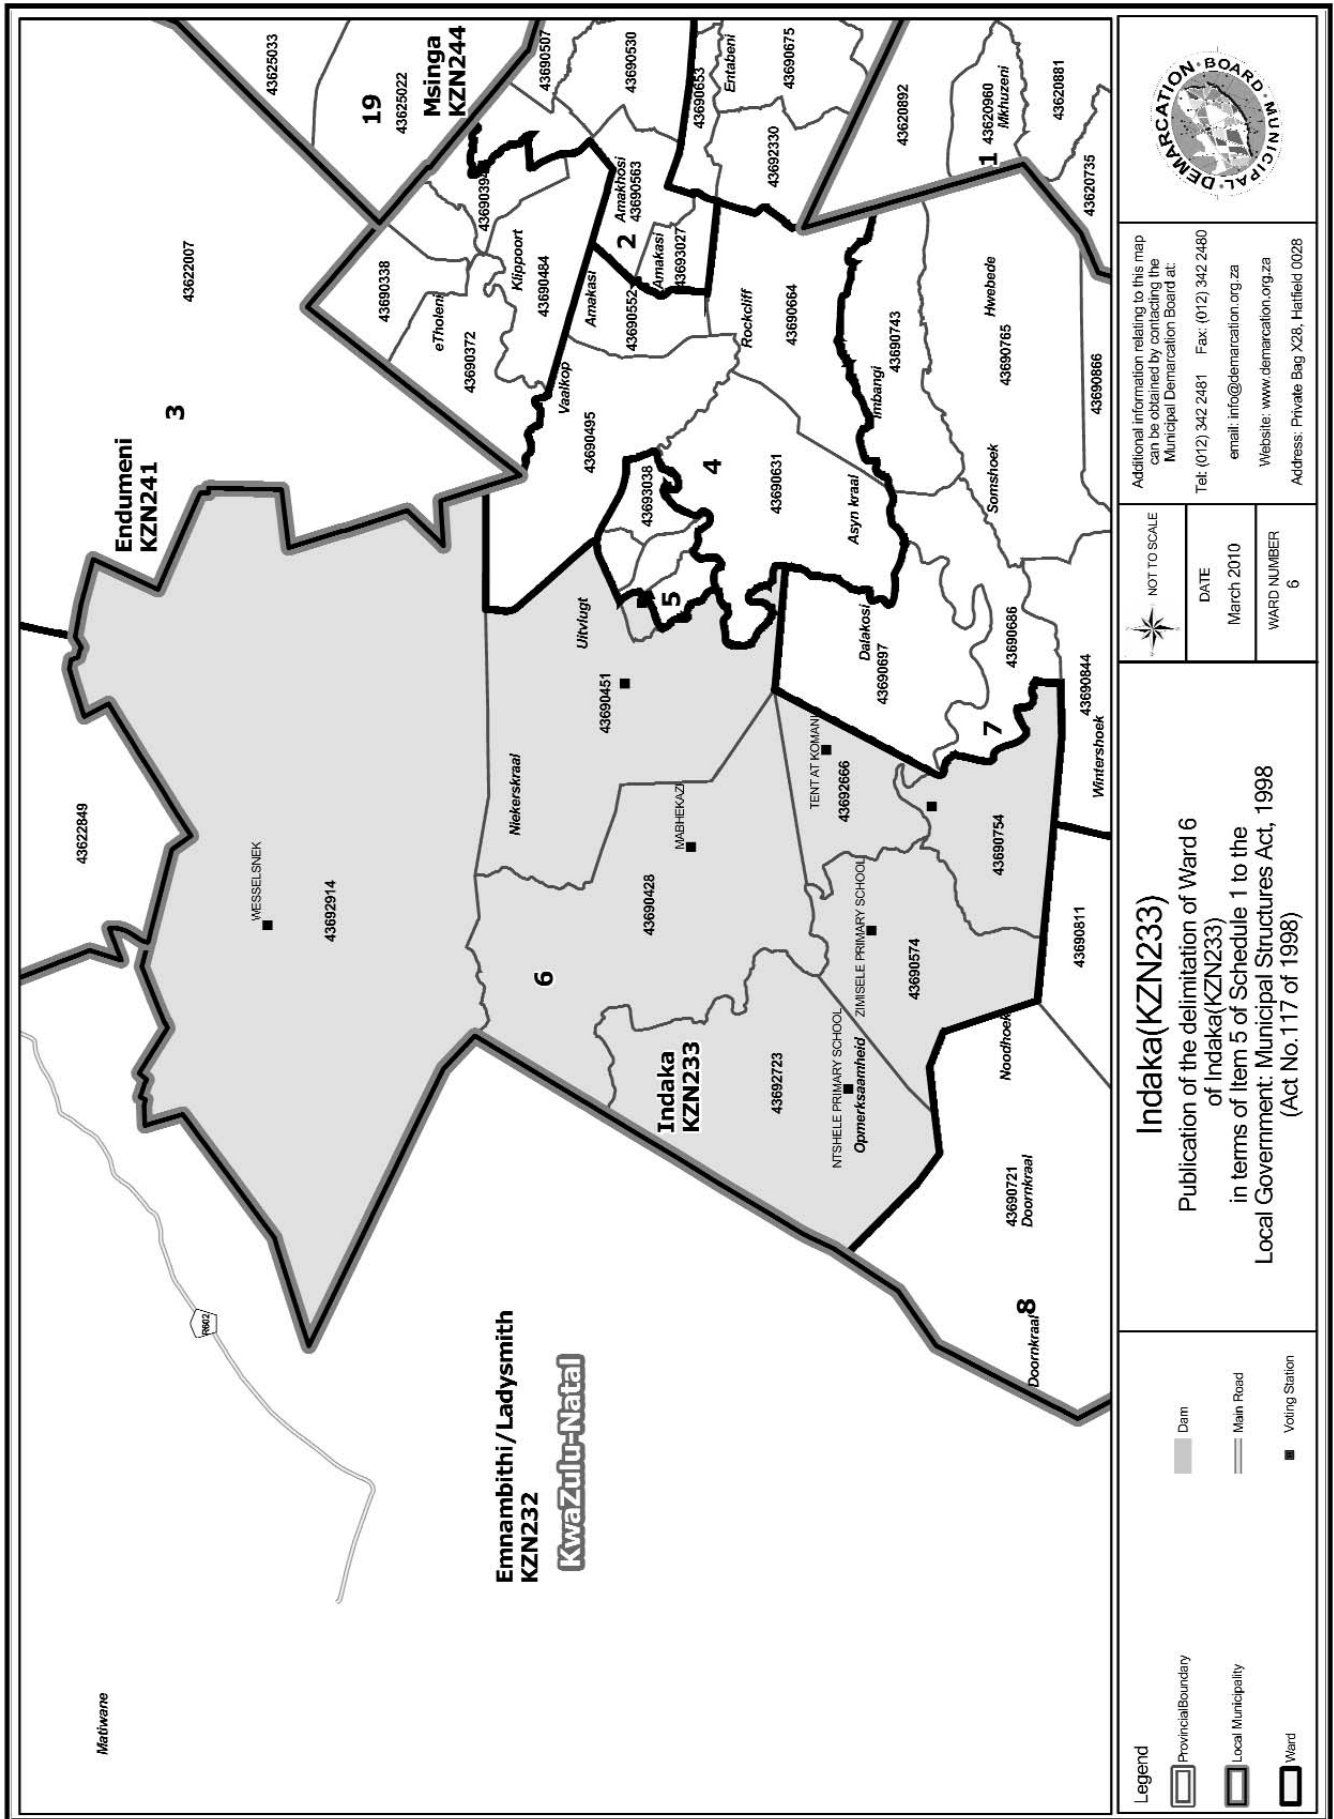 Matiwane
R602
Emnambithi/Ladysmith
KZN232
KwaZulu-Natal
43622849
Endumeni
KZN241
3
43622007
43625033
19
43625022
Msinga
KZN244
WESSELSNEK
43692914
6
Niekerskraal
Uitvlugt
43690451
MABHEKAZI
43690428
Indaka
KZN233
43692723
NTSHELE PRIMARY SCHOOL
Opmerksaamheid
ZIMISELE PRIMARY SCHOOL
43690574
TENT AT KOMANI
43692666
43690754
43690811
Noodhoek
43690721
Doornkraal
8
Doornkraal
Wintershoek
43690844
7
43690686
Dalakosi
43690697
5
43693038
4
43690631
Asyn kraal
43690495
Vaalkop
43690338
eTholeni
43690372
Klippoort
43690484
43690394
43690507
43690530
Amakasi
43690552
2
Amakhosi
43690563
Amakasi
43693027
43690653
Entabeni
43690675
43692330
Rockcliff
43690664
Imbangi
43690743
Hwebede
43690765
Somshoek
43690866
43620892
1
43620960
Mkhuzeni
43620881
43620735
Legend
ProvincialBoundary
Local Municipality
Ward
Dam
Main Road
Voting Station
Indaka(KZN233)
Publication of the delimitation of Ward 6
of Indaka(KZN233)
in terms of Item 5 of Schedule 1 to the
Local Government: Municipal Structures Act, 1998
(Act No.117 of 1998)
NOT TO SCALE
DATE
March 2010
WARD NUMBER
6
Additional information relating to this map
can be obtained by contacting the
Municipal Demarcation Board at:
Tel: (012) 342 2481 Fax: (012) 342 2480
email: info@demarcation.org.za
Website: www.demarcation.org.za
Address: Private Bag X28, Hatfield 0028
MUNICIPAL DEMARCATION BOARD